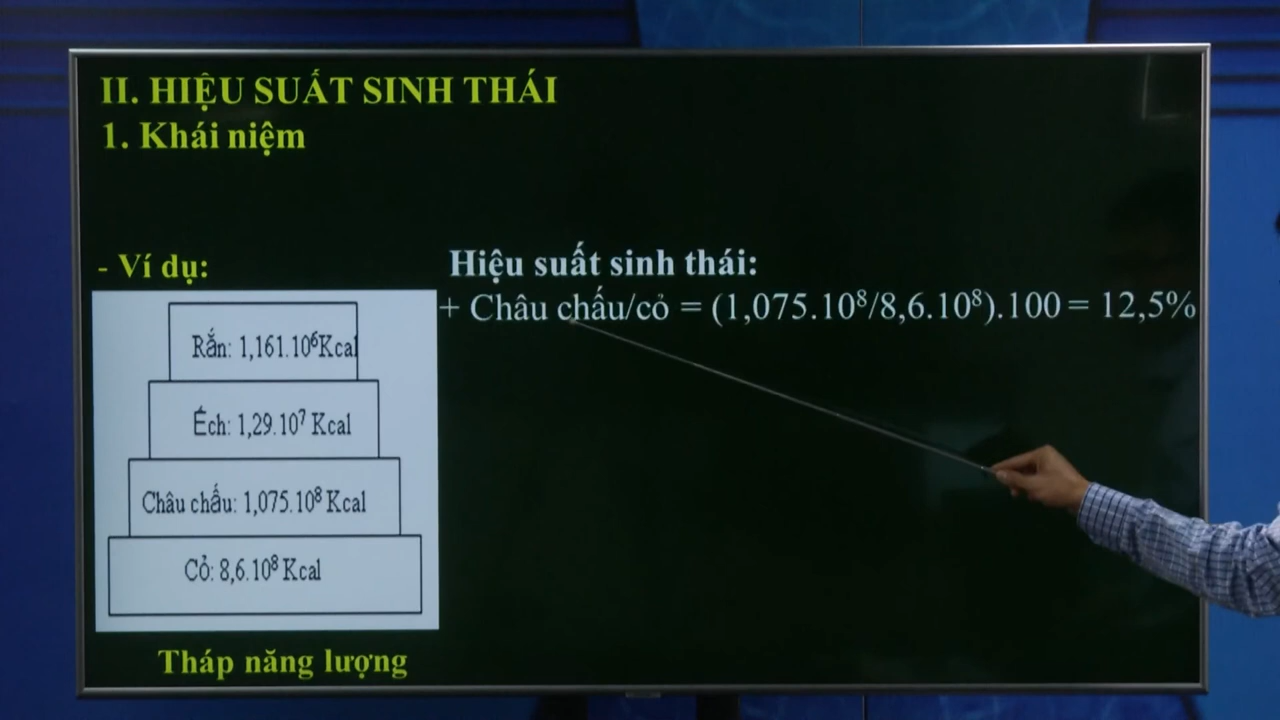 II. HIỆU SUẤT SINH THÁI
1. Khái niệm
- Ví dụ:
Hiệu suất sinh thái:
+ Châu chấu/cỏ = (1,075.10⁸/8,6.10⁸).100 = 12,5%
Rắn: 1,161.10⁶Kcal
Ếch: 1,29.10⁷ Kcal
Châu chấu: 1,075.10⁸ Kcal
Cỏ: 8,6.10⁸ Kcal
Tháp năng lượng